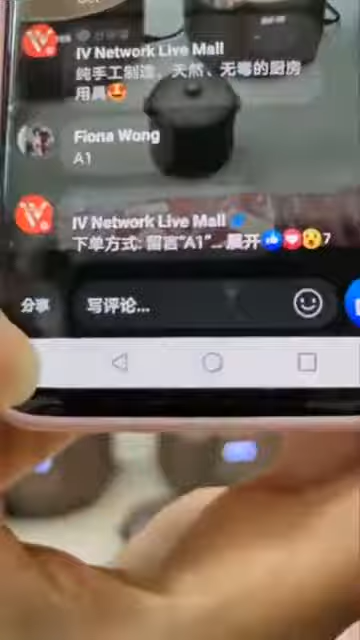 IV Network Live Mall
纯手工制造、天然、无毒的厨房
用具🤩
Fiona Wong
A1
IV Network Live Mall
下单方式: 留言“A1”... 展开 7
分享
写评论...